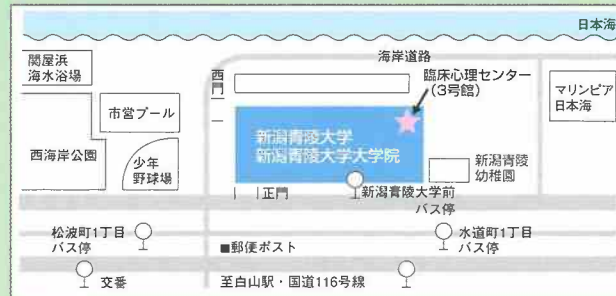 日本海
海岸道路
関屋浜
海水浴場
西門
臨床心理センター
(3号館)
マリンピア
日本海
市営プール
新潟青陵大学
新潟青陵大学大学院
西海岸公園
少年
野球場
新潟青陵
幼稚園
正門
新潟青陵大学前
バス停
松波町1丁目
バス停
水道町1丁目
バス停
■郵便ポスト
交番
至白山駅・国道116号線